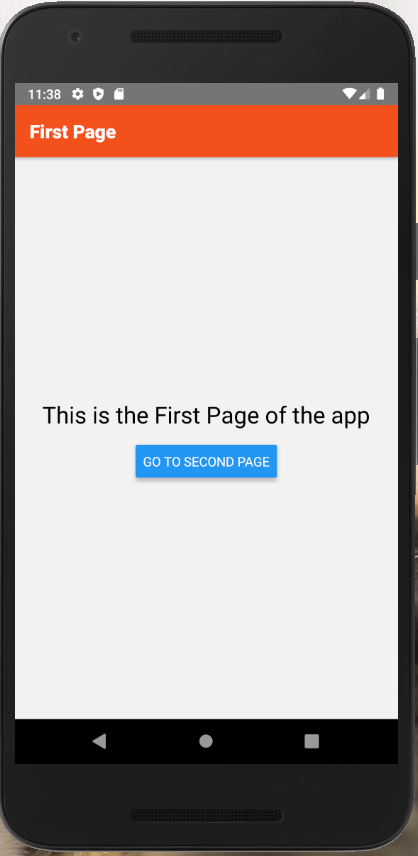 11:38
First Page
This is the First Page of the app
GO TO SECOND PAGE